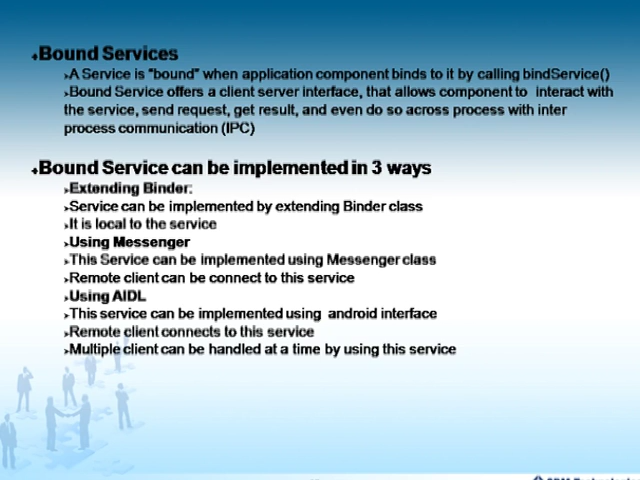 Bound Services
A Service is "bound" when application component binds to it by calling bindService()
Bound Service offers a client server interface, that allows component to interact with
the service, send request, get result, and even do so across process with inter
process communication (IPC)
Bound Service can be implemented in 3 ways
Extending Binder:
Service can be implemented by extending Binder class
It is local to the service
Using Messenger
This Service can be implemented using Messenger class
Remote client can be connect to this service
Using AIDL
This service can be implemented using android interface
Remote client connects to this service
Multiple client can be handled at a time by using this service